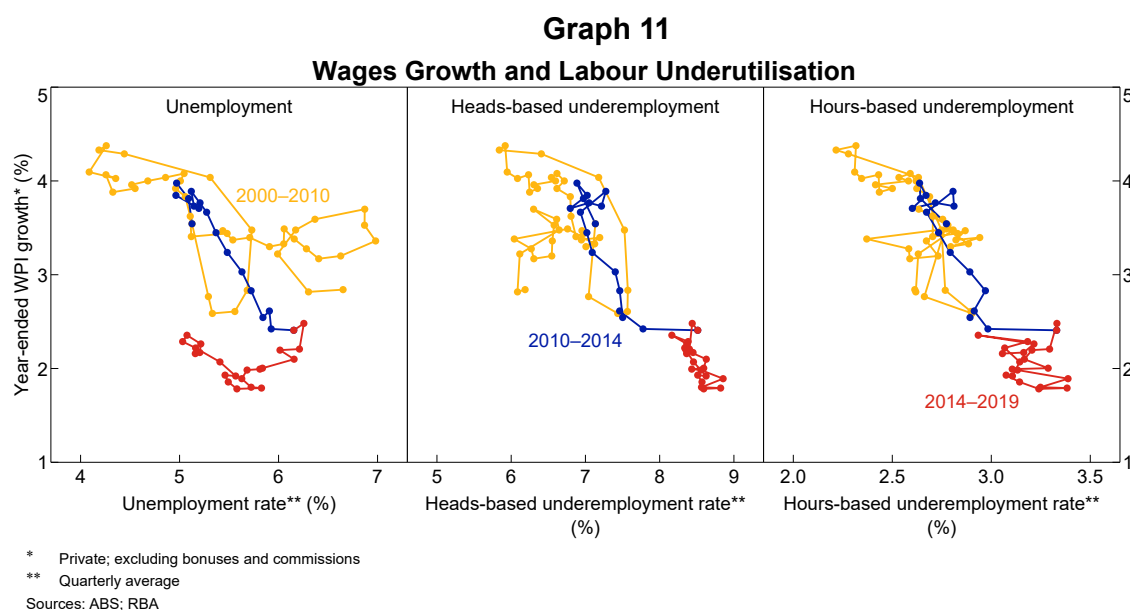 Graph 11
Wages Growth and Labour Underutilisation
Unemployment
Heads-based underemployment
Hours-based underemployment
Year-ended WPI growth* (%)
5
4
3
2
1
2000–2010
2010–2014
2014–2019
5
4
3
2
1
4 5 6 7
5 6 7 8 9
2.0 2.5 3.0 3.5
Unemployment rate** (%)
Heads-based underemployment rate**
(%)
Hours-based underemployment rate**
(%)
* Private; excluding bonuses and commissions
** Quarterly average
Sources: ABS; RBA